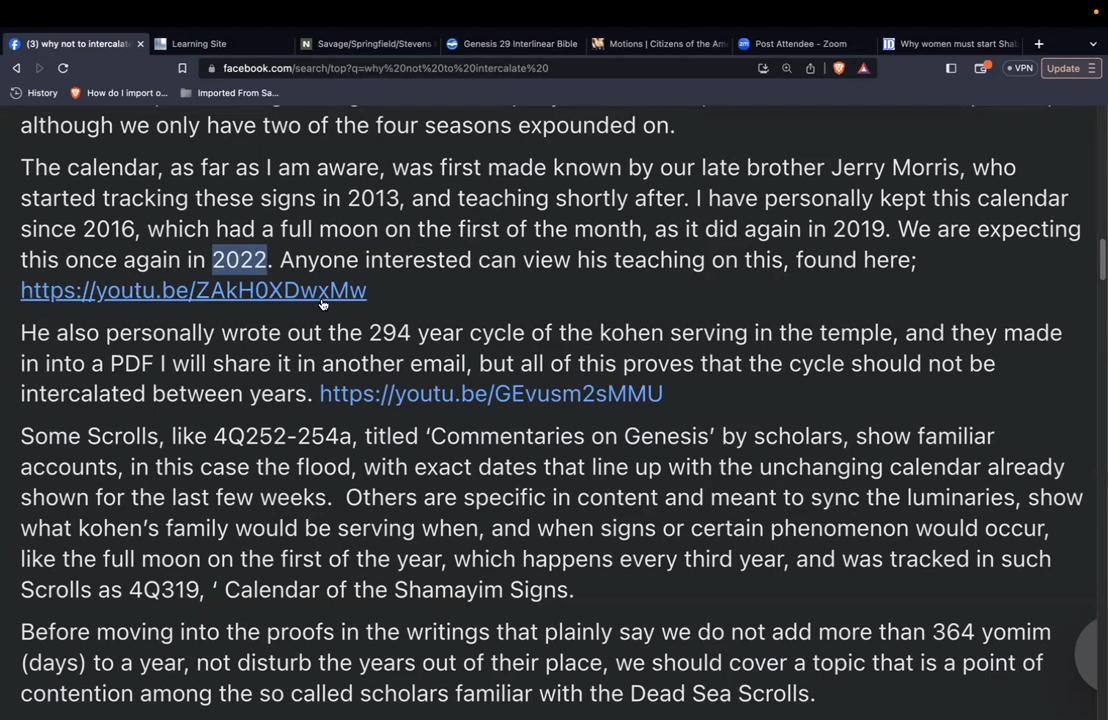 (3) why not to intercalat
Learning Site
Savage/Springfield/Stevens
Genesis 29 Interlinear Bible
Motions | Citizens of the Am
Post Attendee - Zoom
Why women must start Shab
facebook.com/search/top?q=why%20not%20to%20intercalate%20
VPN
Update
History
How do I import o...
Imported From Sa...
although we only have two of the four seasons expounded on.
The calendar, as far as I am aware, was first made known by our late brother Jerry Morris, who
started tracking these signs in 2013, and teaching shortly after. I have personally kept this calendar
since 2016, which had a full moon on the first of the month, as it did again in 2019. We are expecting
this once again in 2022. Anyone interested can view his teaching on this, found here;
https://youtu.be/ZAkH0XDwxMw
He also personally wrote out the 294 year cycle of the kohen serving in the temple, and they made
in into a PDF I will share it in another email, but all of this proves that the cycle should not be
intercalated between years. https://youtu.be/GEvusm2sMMU
Some Scrolls, like 4Q252-254a, titled ‘Commentaries on Genesis’ by scholars, show familiar
accounts, in this case the flood, with exact dates that line up with the unchanging calendar already
shown for the last few weeks.  Others are specific in content and meant to sync the luminaries, show
what kohen’s family would be serving when, and when signs or certain phenomenon would occur,
like the full moon on the first of the year, which happens every third year, and was tracked in such
Scrolls as 4Q319, ‘ Calendar of the Shamayim Signs.
Before moving into the proofs in the writings that plainly say we do not add more than 364 yomim
(days) to a year, not disturb the years out of their place, we should cover a topic that is a point of
contention among the so called scholars familiar with the Dead Sea Scrolls.